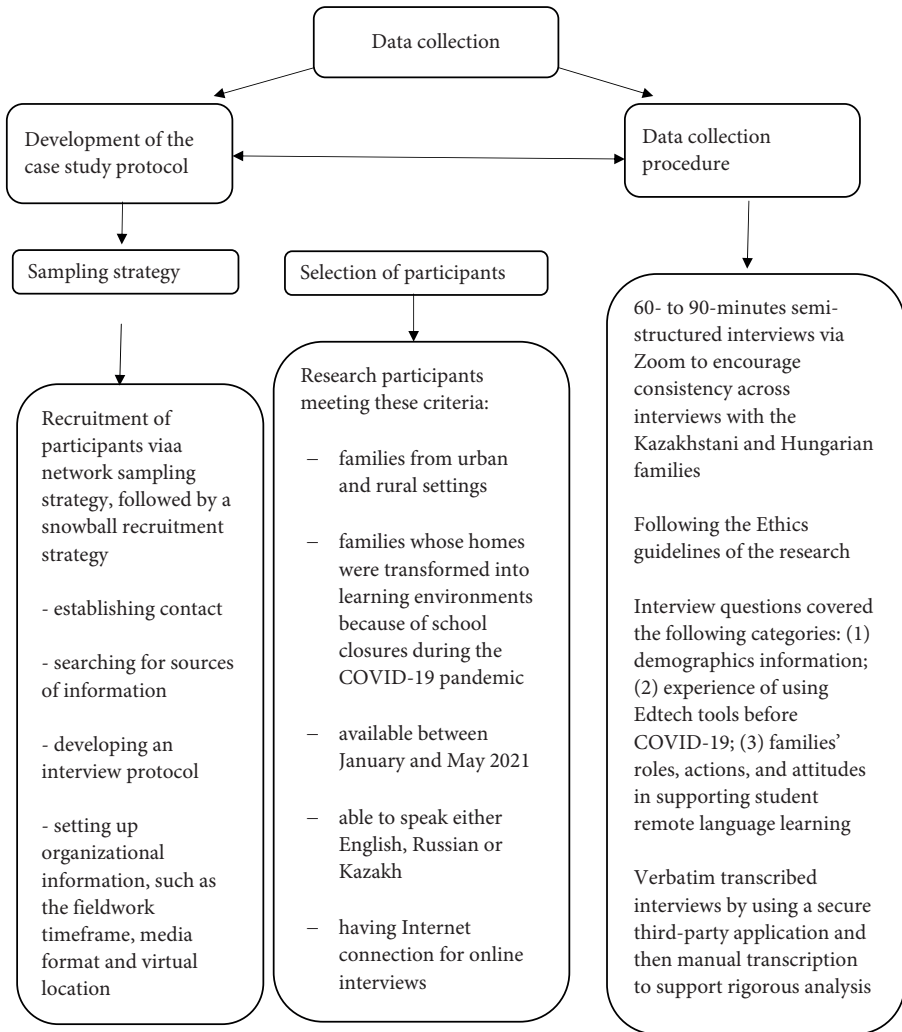 Data collection
Development of the
case study protocol
Data collection
procedure
Sampling strategy
Selection of participants
Recruitment of
participants viaa
network sampling
strategy, followed by a
snowball recruitment
strategy
- establishing contact
- searching for sources
of information
- developing an
interview protocol
- setting up
organizational
information, such as
the fieldwork
timeframe, media
format and virtual
location
Research participants
meeting these criteria:
– families from urban
and rural settings
– families whose homes
were transformed into
learning environments
because of school
closures during the
COVID-19 pandemic
– available between
January and May 2021
– able to speak either
English, Russian or
Kazakh
– having Internet
connection for online
interviews
60- to 90-minutes semi-
structured interviews via
Zoom to encourage
consistency across
interviews with the
Kazakhstani and Hungarian
families
Following the Ethics
guidelines of the research
Interview questions covered
the following categories: (1)
demographics information;
(2) experience of using
Edtech tools before
COVID-19; (3) families’
roles, actions, and attitudes
in supporting student
remote language learning
Verbatim transcribed
interviews by using a secure
third-party application and
then manual transcription
to support rigorous analysis